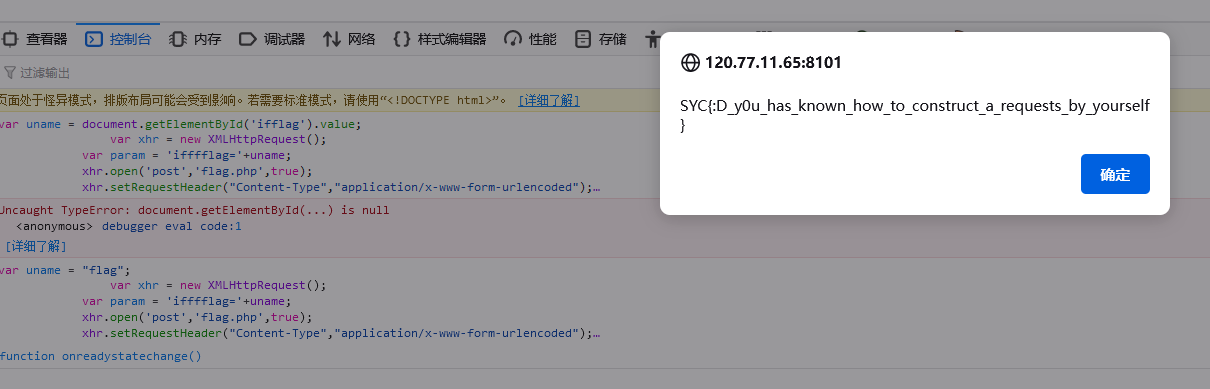 查看器 控制台 内存 调试器 网络 样式编辑器 性能 存储
过滤输出
120.77.11.65:8101
SYC{:D_y0u_has_known_how_to_construct_a_requests_by_yourself
}
确定
页面处于怪异模式，排版布局可能会受到影响。若需要标准模式，请使用“<!DOCTYPE html>”。 [详细了解]
var uname = document.getElementById('ifflag').value;
var xhr = new XMLHttpRequest();
var param = 'ifffflag='+uname;
xhr.open('post','flag.php',true);
xhr.setRequestHeader("Content-Type","application/x-www-form-urlencoded");…
Uncaught TypeError: document.getElementById(...) is null
<anonymous> debugger eval code:1
[详细了解]
var uname = "flag";
var xhr = new XMLHttpRequest();
var param = 'ifffflag='+uname;
xhr.open('post','flag.php',true);
xhr.setRequestHeader("Content-Type","application/x-www-form-urlencoded");…
function onreadystatechange()